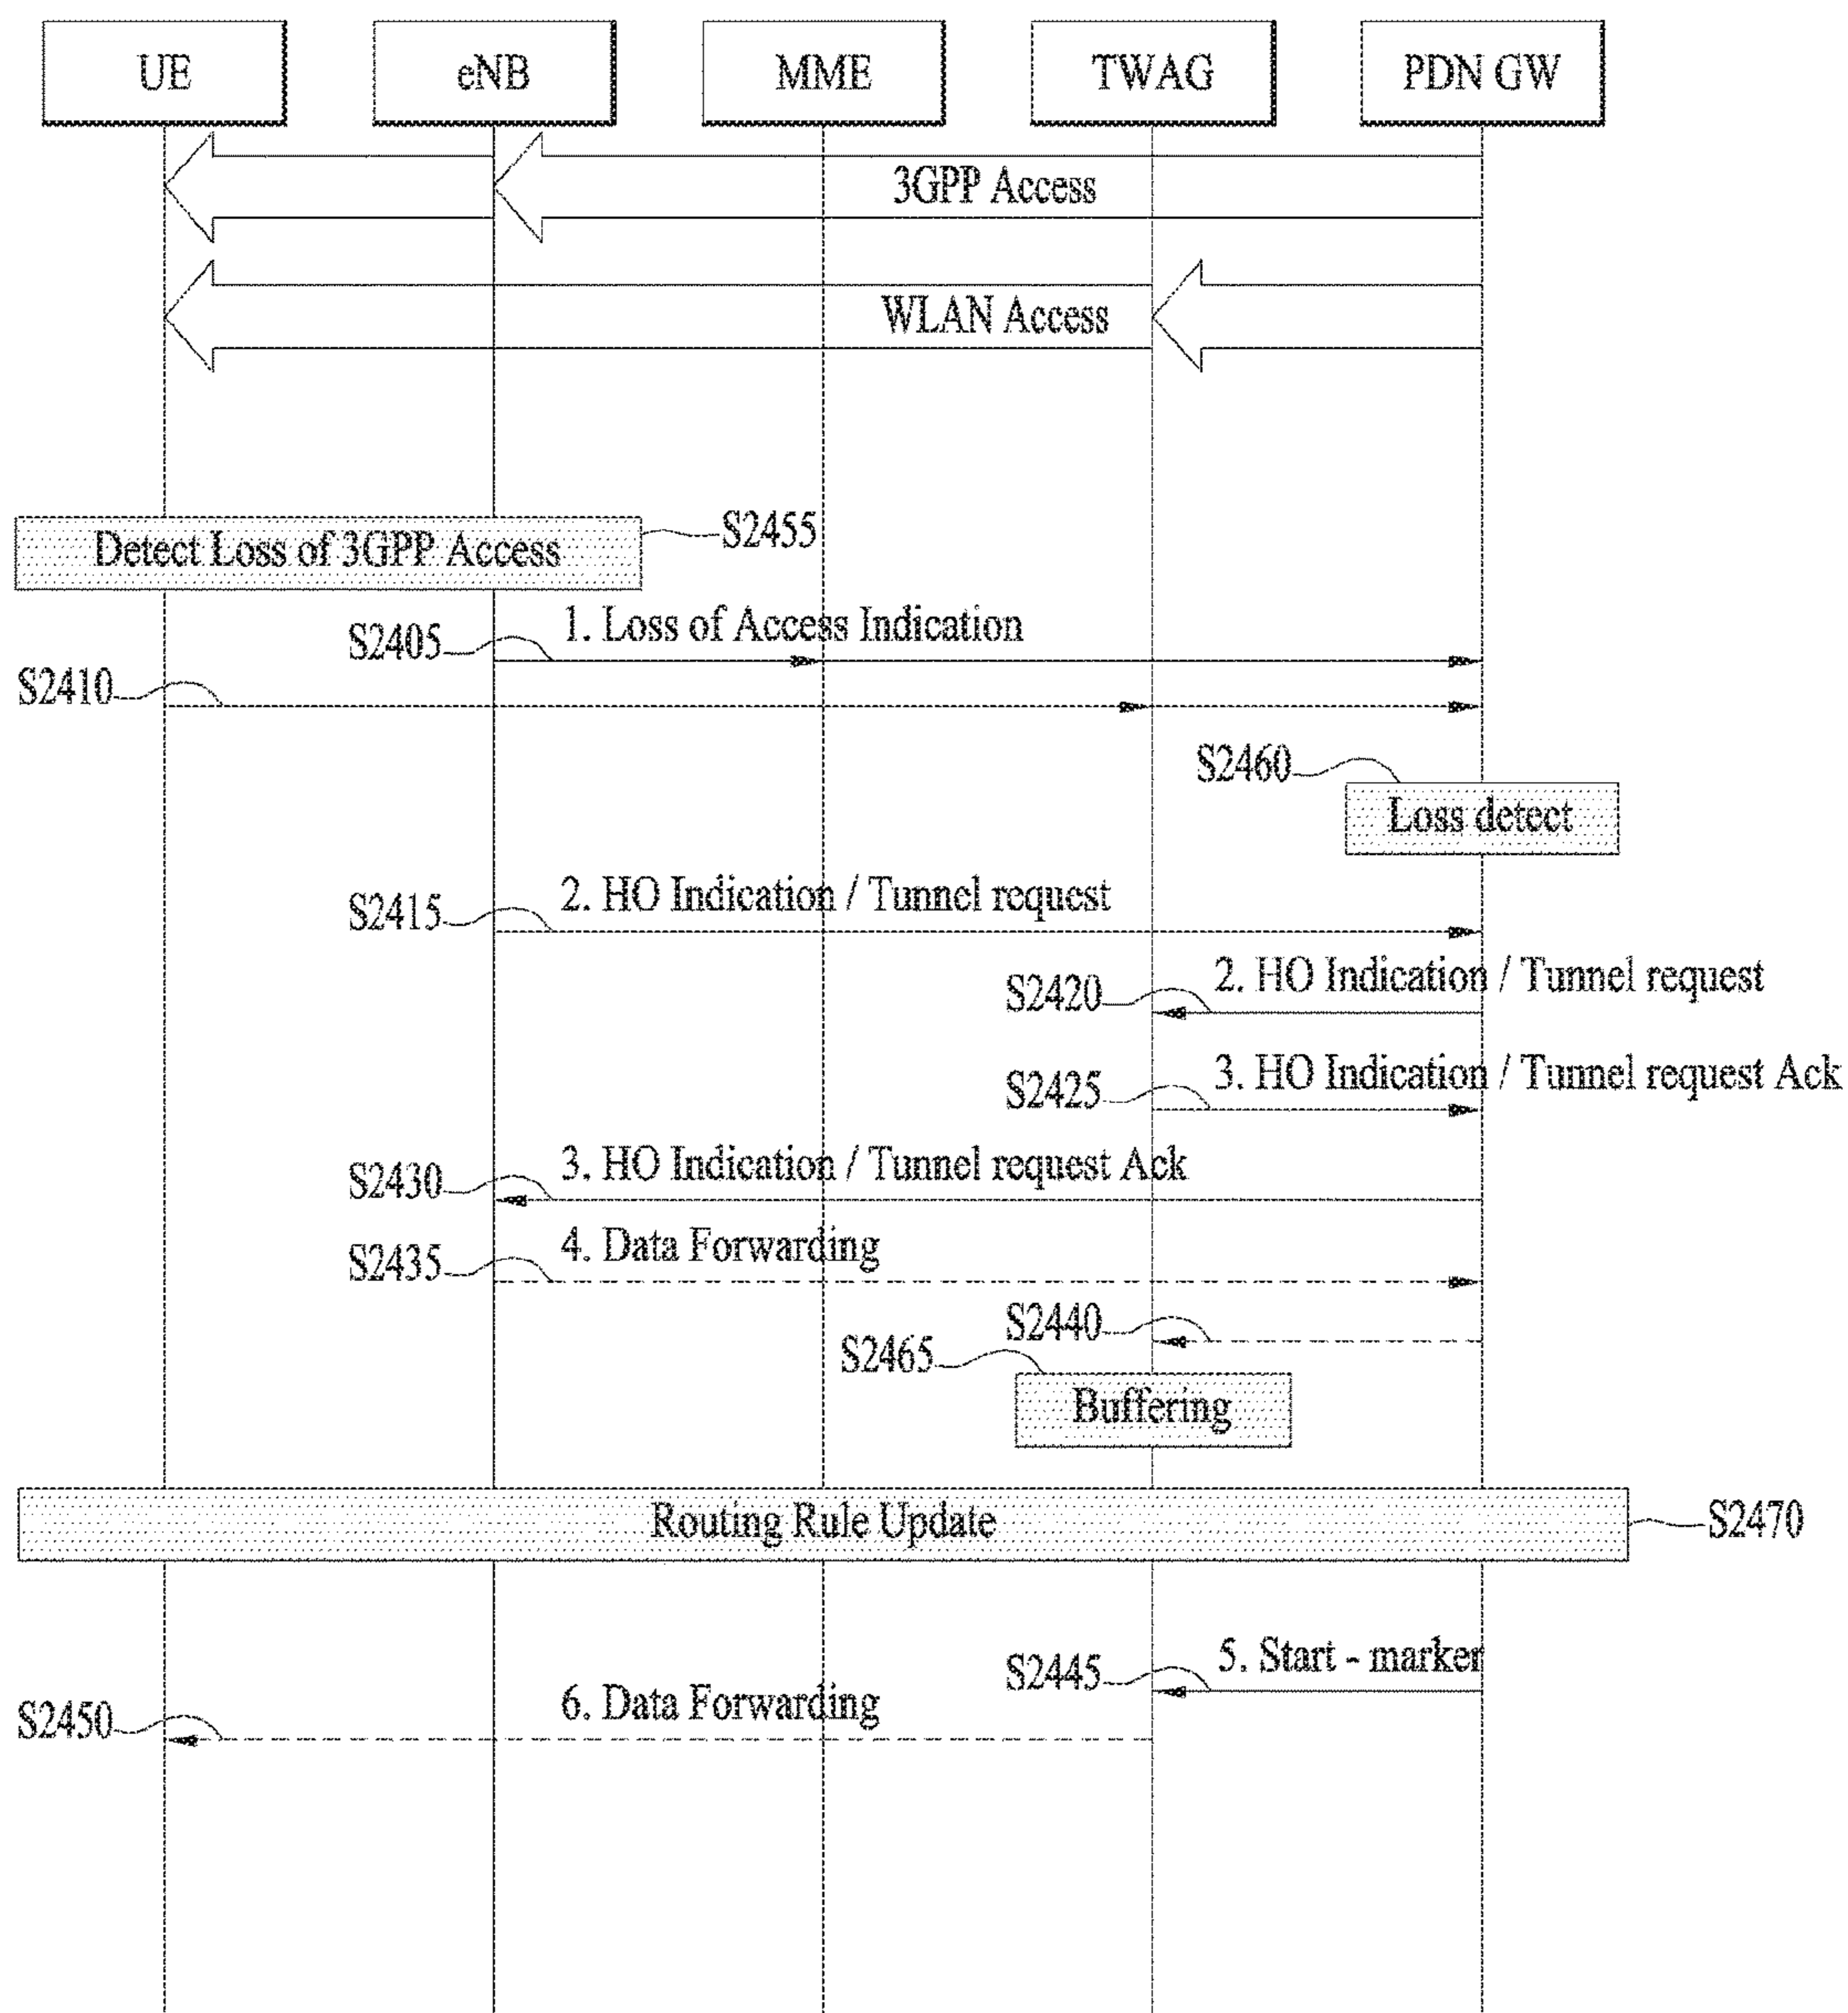 UE
eNB
MME
TWAG
PDN GW
3GPP Access
WLAN Access
Detect Loss of 3GPP Access
S2455
S2405
1. Loss of Access Indication
S2410
S2460
Loss detect
S2415
2. HO Indication / Tunnel request
S2420
2. HO Indication / Tunnel request
S2425
3. HO Indication / Tunnel request Ack
S2430
3. HO Indication / Tunnel request Ack
S2435
4. Data Forwarding
S2440
S2465
Buffering
Routing Rule Update
S2470
S2445
5. Start - marker
S2450
6. Data Forwarding